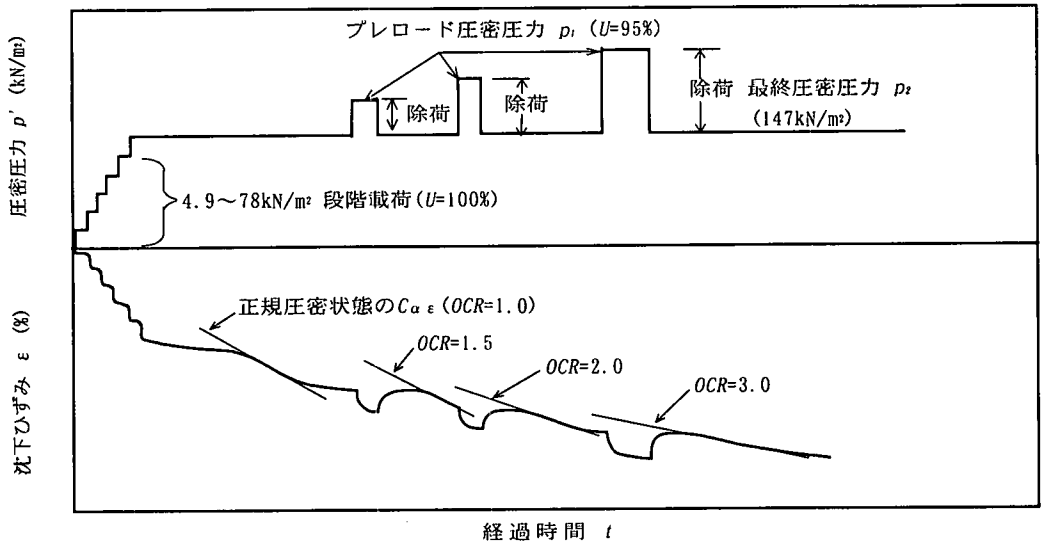 プレロード圧密圧力 p₁ (U=95%)
圧密圧力 p' (kN/m²)
除荷
除荷
除荷 最終圧密圧力 p₂
(147kN/m²)
4.9～78kN/m² 段階載荷(U=100%)
沈下ひずみ ε (%)
正規圧密状態のCαε(OCR=1.0)
OCR=1.5
OCR=2.0
OCR=3.0
経過時間 t